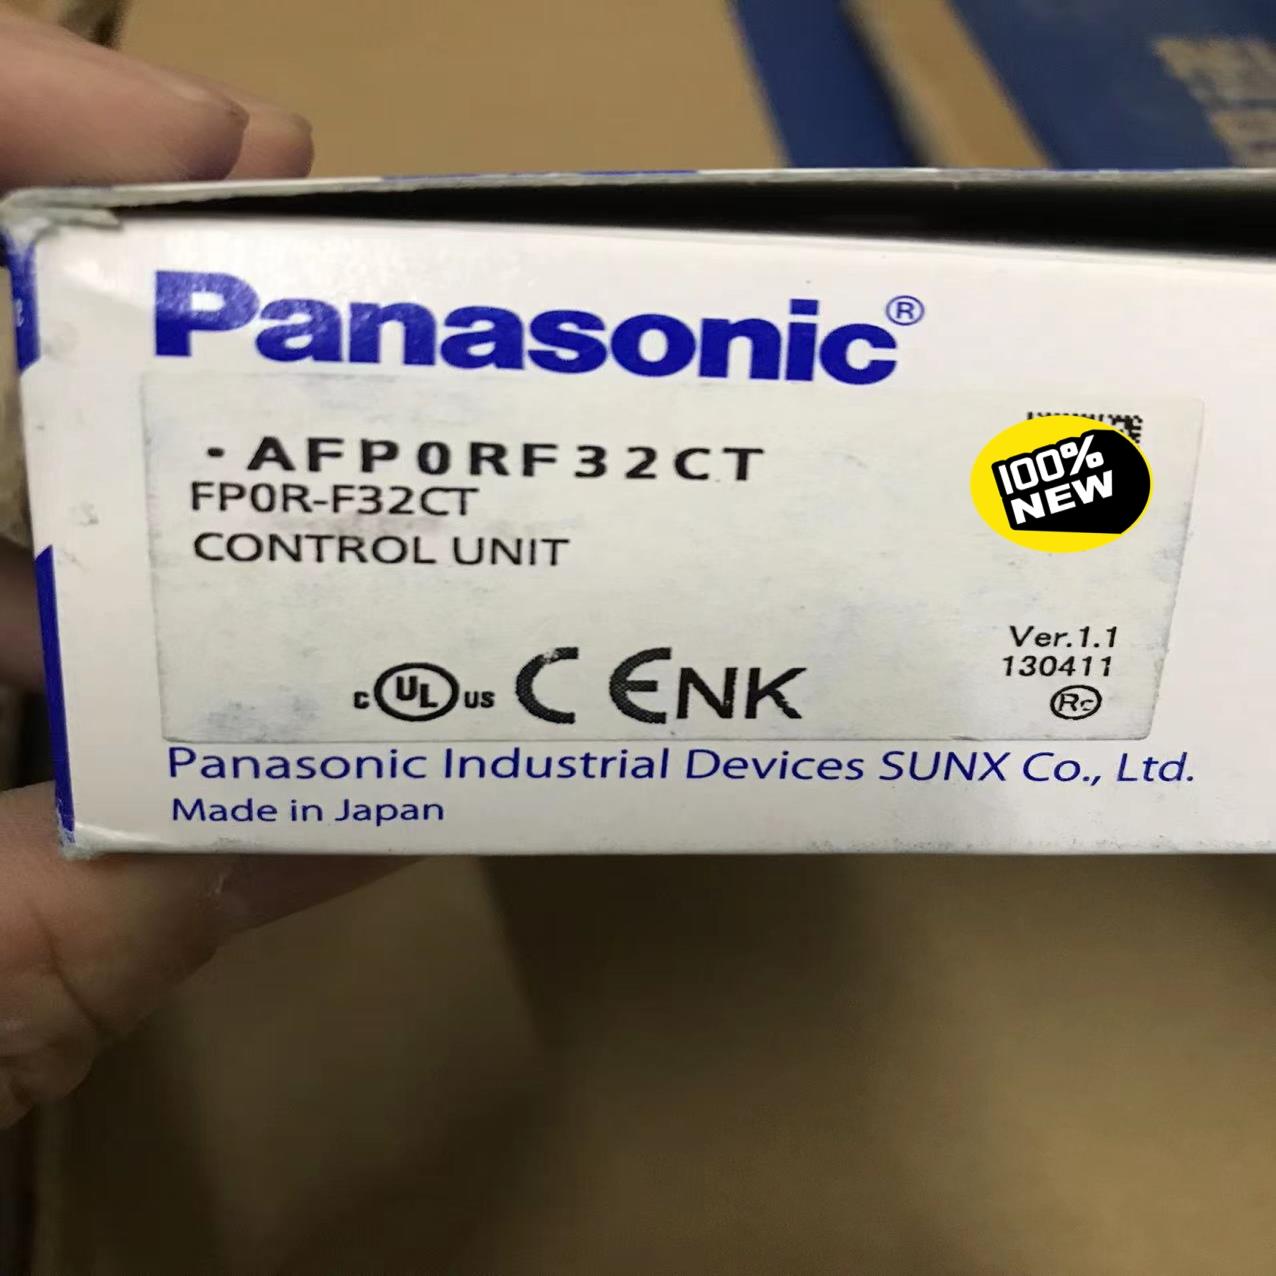 Panasonic®
·AFP0RF32CT
FP0R-F32CT
CONTROL UNIT
100%
NEW
Ver.1.1
130411
c UL US CE NK
Rc
Panasonic Industrial Devices SUNX Co., Ltd.
Made in Japan